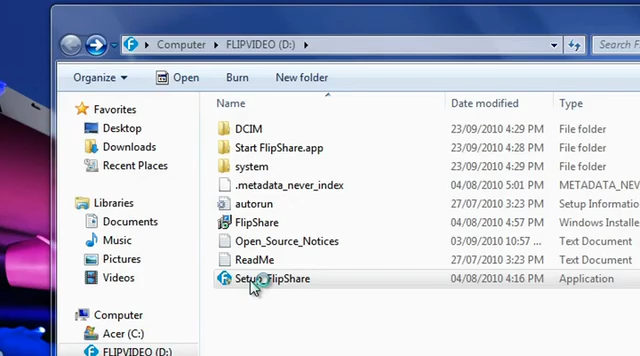 Computer ▸ FLIPVIDEO (D:) ▸ Search F
Organize Open Burn New folder
Name Date modified Type
Favorites
Desktop
Downloads
Recent Places
Libraries
Documents
Music
Pictures
Videos
Computer
Acer (C:)
FLIPVIDEO (D:)
DCIM 23/09/2010 4:29 PM File folder
Start FlipShare.app 23/09/2010 4:28 PM File folder
system 23/09/2010 4:29 PM File folder
.metadata_never_index 04/08/2010 5:01 PM METADATA_NEVE
autorun 27/07/2010 3:23 PM Setup Informatio
FlipShare 04/08/2010 4:57 PM Windows Installe
Open_Source_Notices 03/09/2010 10:57 ... Text Document
ReadMe 27/07/2010 3:23 PM Text Document
Setup_FlipShare 04/08/2010 4:16 PM Application